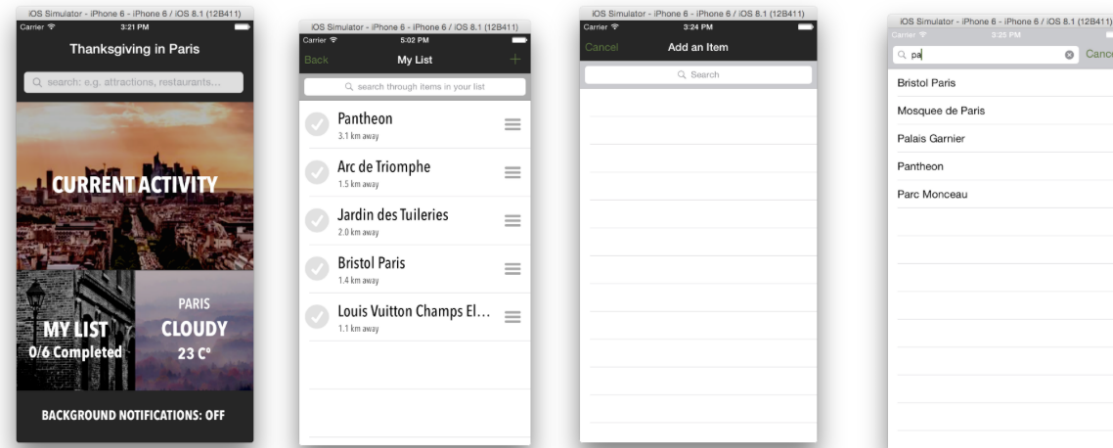 iOS Simulator - iPhone 6 - iPhone 6 / iOS 8.1 (12B411)
Carrier 3:21 PM
Thanksgiving in Paris
search: e.g. attractions, restaurants...
CURRENT ACTIVITY
MY LIST
0/6 Completed
PARIS
CLOUDY
23 C°
BACKGROUND NOTIFICATIONS: OFF
iOS Simulator - iPhone 6 - iPhone 6 / iOS 8.1 (12B411)
Carrier 5:02 PM
Back My List +
search through items in your list
Pantheon
3.1 km away
Arc de Triomphe
1.5 km away
Jardin des Tuileries
2.0 km away
Bristol Paris
1.4 km away
Louis Vuitton Champs El...
1.1 km away
iOS Simulator - iPhone 6 - iPhone 6 / iOS 8.1 (12B411)
Carrier 3:24 PM
Cancel Add an Item
Search
iOS Simulator - iPhone 6 - iPhone 6 / iOS 8.1 (12B411)
Carrier 3:25 PM
pa Cance
Bristol Paris
Mosquee de Paris
Palais Garnier
Pantheon
Parc Monceau